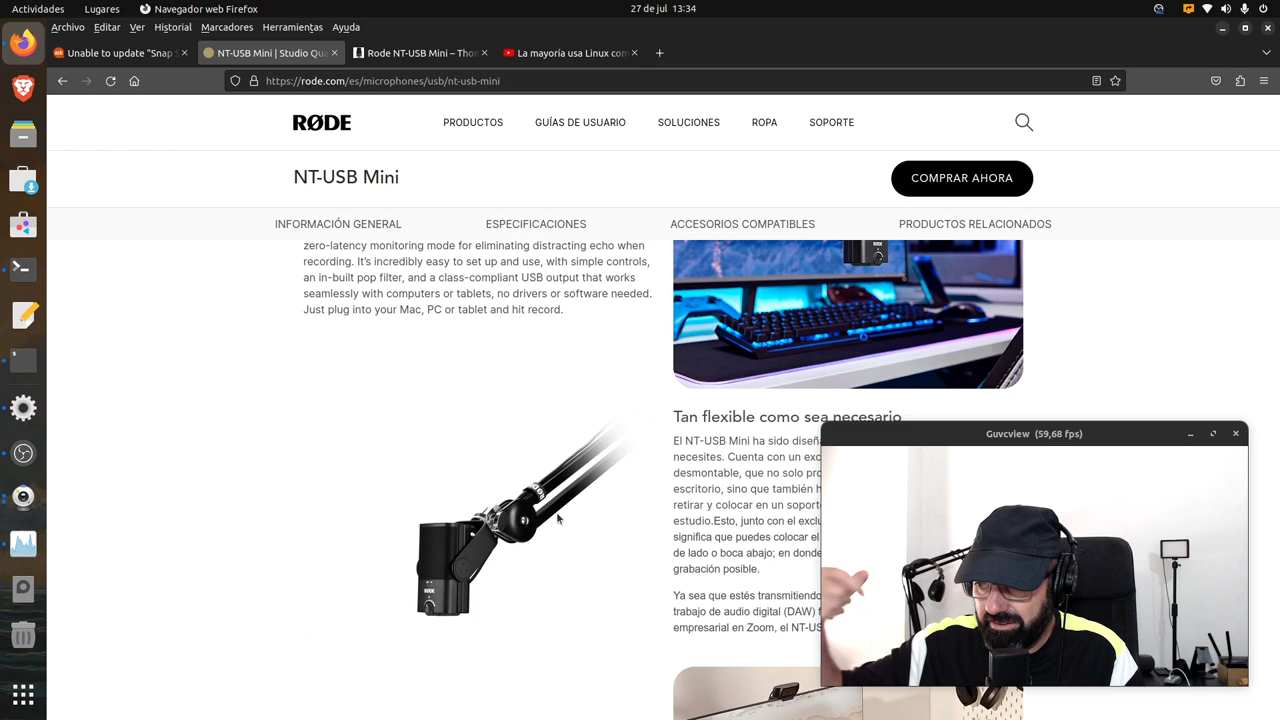 Actividades
Lugares
Navegador web Firefox
27 de jul 13:34
Archivo Editar Ver Historial Marcadores Herramientas Ayuda
Unable to update "Snap S
NT-USB Mini | Studio Qua
Rode NT-USB Mini – Thom
La mayoría usa Linux com
https://rode.com/es/microphones/usb/nt-usb-mini
RØDE
PRODUCTOS
GUÍAS DE USUARIO
SOLUCIONES
ROPA
SOPORTE
NT-USB Mini
COMPRAR AHORA
INFORMACIÓN GENERAL
ESPECIFICACIONES
ACCESORIOS COMPATIBLES
PRODUCTOS RELACIONADOS
zero-latency monitoring mode for eliminating distracting echo when
recording. It's incredibly easy to set up and use, with simple controls,
an in-built pop filter, and a class-compliant USB output that works
seamlessly with computers or tablets, no drivers or software needed.
Just plug into your Mac, PC or tablet and hit record.
RØDE
RØDE
RØDE
Tan flexible como sea necesario
El NT-USB Mini ha sido diseña
necesites. Cuenta con un exc
desmontable, que no solo pro
escritorio, sino que también h
retirar y colocar en un soport
estudio.Esto, junto con el exclu
significa que puedes colocar el
de lado o boca abajo; en donde
grabación posible.
Ya sea que estés transmitiendo
trabajo de audio digital (DAW) f
empresarial en Zoom, el NT-US
Guvcview (59,68 fps)